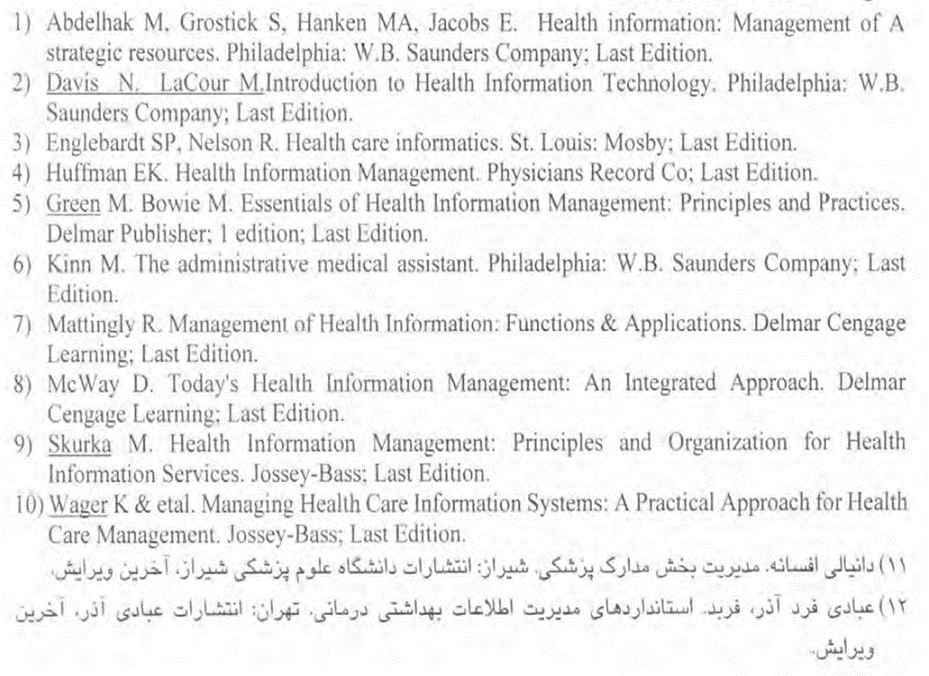 1) Abdelhak M, Grostick S, Hanken MA, Jacobs E. Health information: Management of A
strategic resources. Philadelphia: W.B. Saunders Company; Last Edition.
2) Davis N. LaCour M.Introduction to Health Information Technology. Philadelphia: W.B.
Saunders Company; Last Edition.
3) Englebardt SP, Nelson R. Health care informatics. St. Louis: Mosby; Last Edition.
4) Huffman EK. Health Information Management. Physicians Record Co; Last Edition.
5) Green M. Bowie M. Essentials of Health Information Management: Principles and Practices.
Delmar Publisher; 1 edition; Last Edition.
6) Kinn M. The administrative medical assistant. Philadelphia: W.B. Saunders Company; Last
Edition.
7) Mattingly R. Management of Health Information: Functions & Applications. Delmar Cengage
Learning; Last Edition.
8) McWay D. Today's Health Information Management: An Integrated Approach. Delmar
Cengage Learning; Last Edition.
9) Skurka M. Health Information Management: Principles and Organization for Health
Information Services. Jossey-Bass; Last Edition.
10) Wager K & etal. Managing Health Care Information Systems: A Practical Approach for Health
Care Management. Jossey-Bass; Last Edition.
۱۱) دانیالی افسانه. مدیریت بخش مدارک پزشکی. شیراز: انتشارات دانشگاه علوم پزشکی شیراز، آخرین ویرایش.
۱۲) عبادی فرد آذر، فربد. استانداردهای مدیریت اطلاعات بهداشتی درمانی. تهران: انتشارات عبادی آذر، آخرین
ویرایش.